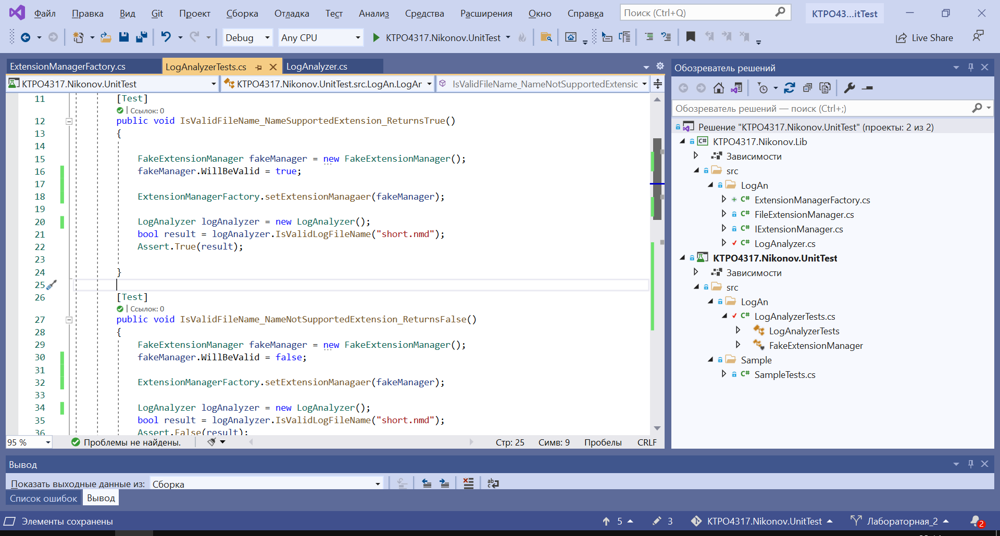 Файл Правка Вид Git Проект Сборка Отладка Тест Анализ Средства Расширения Окно Справка Поиск (Ctrl+Q) КТРО43...itTest
Debug Any CPU KTPO4317.Nikonov.UnitTest Live Share
ExtensionManagerFactory.cs LogAnalyzerTests.cs LogAnalyzer.cs
KTPO4317.Nikonov.UnitTest KTPO4317.Nikonov.UnitTest.src.LogAn.LogAr IsValidFileName_NameNotSupportedExtensic
11 [Test]
Ссылок: 0
12 public void IsValidFileName_NameSupportedExtension_ReturnsTrue()
13 {
14
15 FakeExtensionManager fakeManager = new FakeExtensionManager();
16 fakeManager.WillBeValid = true;
17
18 ExtensionManagerFactory.setExtensionManagaer(fakeManager);
19
20 LogAnalyzer logAnalyzer = new LogAnalyzer();
21 bool result = logAnalyzer.IsValidLogFileName("short.nmd");
22 Assert.True(result);
23
24 }
25
26 [Test]
Ссылок: 0
27 public void IsValidFileName_NameNotSupportedExtension_ReturnsFalse()
28 {
29 FakeExtensionManager fakeManager = new FakeExtensionManager();
30 fakeManager.WillBeValid = false;
31
32 ExtensionManagerFactory.setExtensionManagaer(fakeManager);
33
34 LogAnalyzer logAnalyzer = new LogAnalyzer();
35 bool result = logAnalyzer.IsValidLogFileName("short.nmd");
36 Assert.False(result);
95 % Проблемы не найдены. Стр: 25 Симв: 9 Пробелы CRLF
Обозреватель решений
Обозреватель решений — поиск (Ctrl+;)
Решение "KTPO4317.Nikonov.UnitTest" (проекты: 2 из 2)
C# KTPO4317.Nikonov.Lib
Зависимости
src
LogAn
C# ExtensionManagerFactory.cs
C# FileExtensionManager.cs
C# IExtensionManager.cs
C# LogAnalyzer.cs
KTPO4317.Nikonov.UnitTest
Зависимости
src
LogAn
C# LogAnalyzerTests.cs
LogAnalyzerTests
FakeExtensionManager
Sample
C# SampleTests.cs
Вывод
Показать выходные данные из: Сборка
Список ошибок Вывод
Элементы сохранены 5 3 KTPO4317.Nikonov.UnitTest Лабораторная_2 2